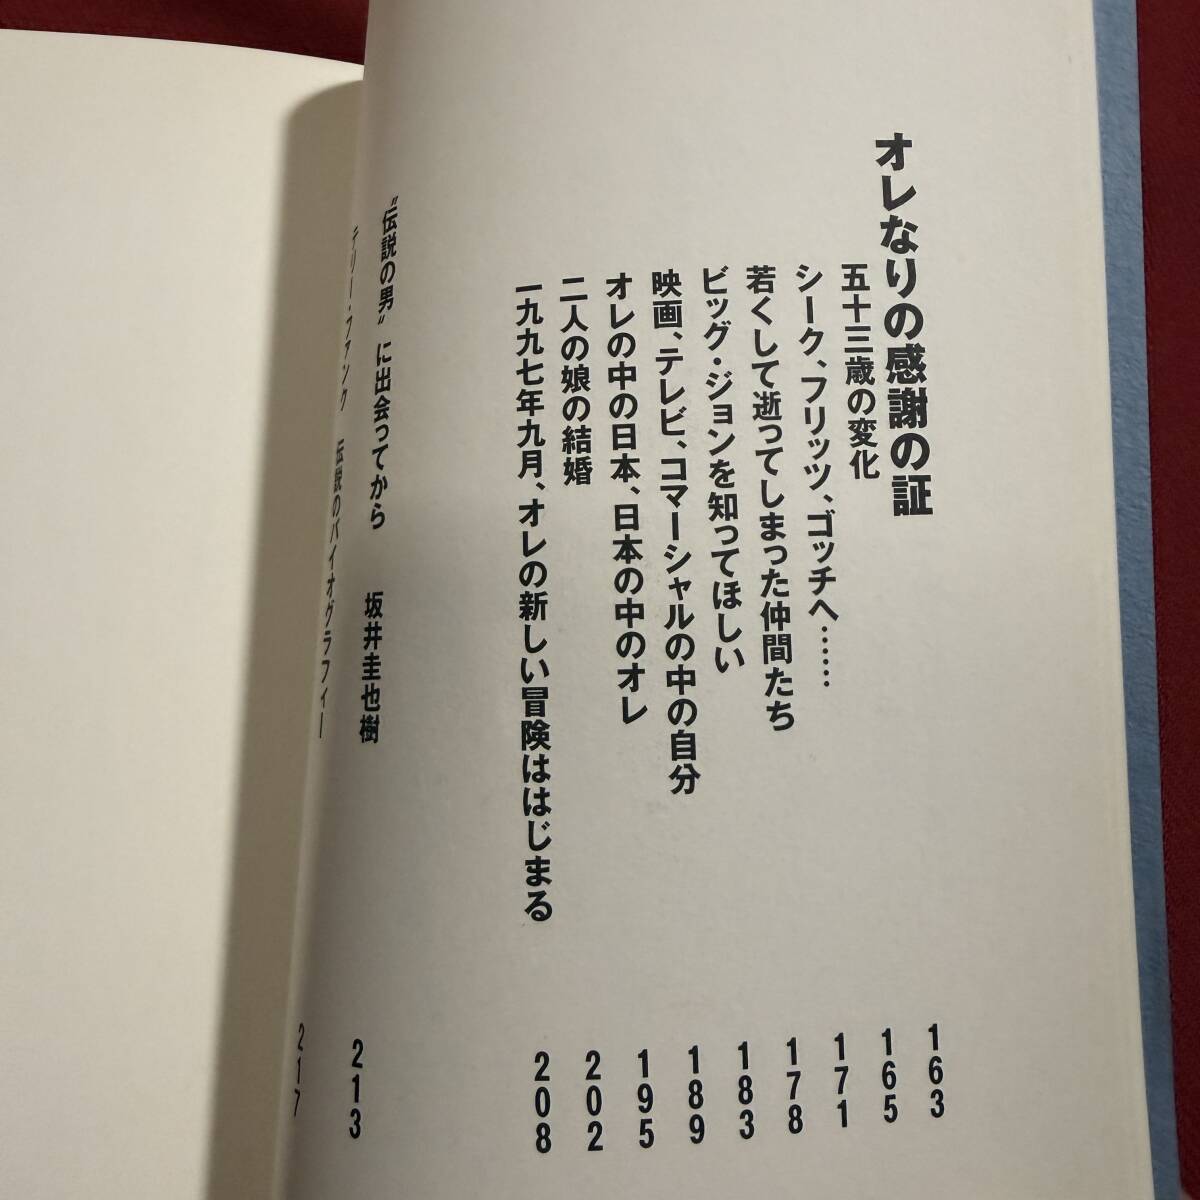 オレなりの感謝の証 163
五十三歳の変化 165
シーク、フリッツ、ゴッチへ…… 171
若くして逝ってしまった仲間たち 178
ビッグ・ジョンを知ってほしい 183
映画、テレビ、コマーシャルの中の自分 189
オレの中の日本、日本の中のオレ 195
二人の娘の結婚 202
一九九七年九月、オレの新しい冒険ははじまる 208
〝伝説の男〟に出会ってから 坂井圭也樹 213
テリー・ファンク 伝説のバイオグラフィー 217